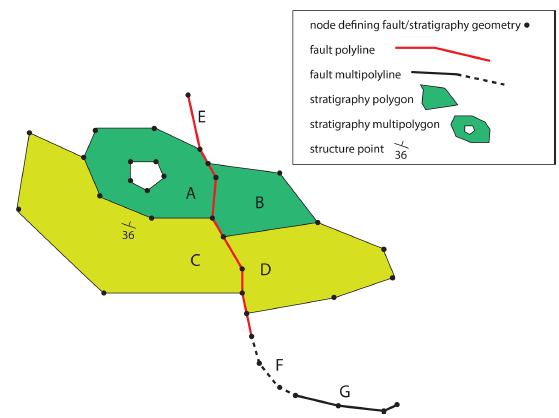 node defining fault/stratigraphy geometry
fault polyline
fault multipolyline
stratigraphy polygon
stratigraphy multipolygon
structure point 36
E
A
B
36
C
D
F
G